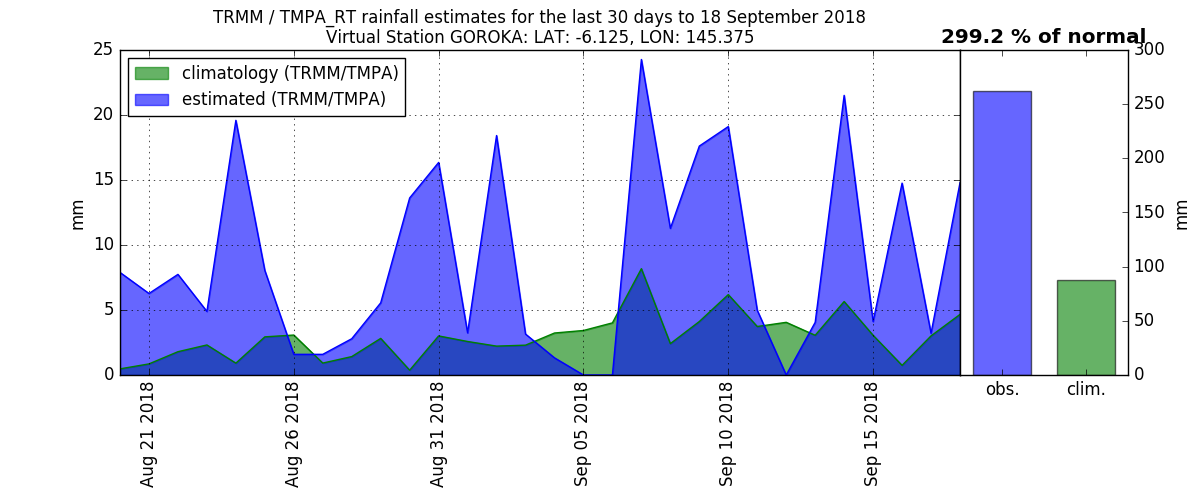 TRMM / TMPA_RT rainfall estimates for the last 30 days to 18 September 2018
Virtual Station GOROKA: LAT: -6.125, LON: 145.375
299.2 % of normal
climatology (TRMM/TMPA)
estimated (TRMM/TMPA)
25
20
15
10
5
0
mm
Aug 21 2018
Aug 26 2018
Aug 31 2018
Sep 05 2018
Sep 10 2018
Sep 15 2018
300
250
200
150
100
50
0
mm
obs.
clim.